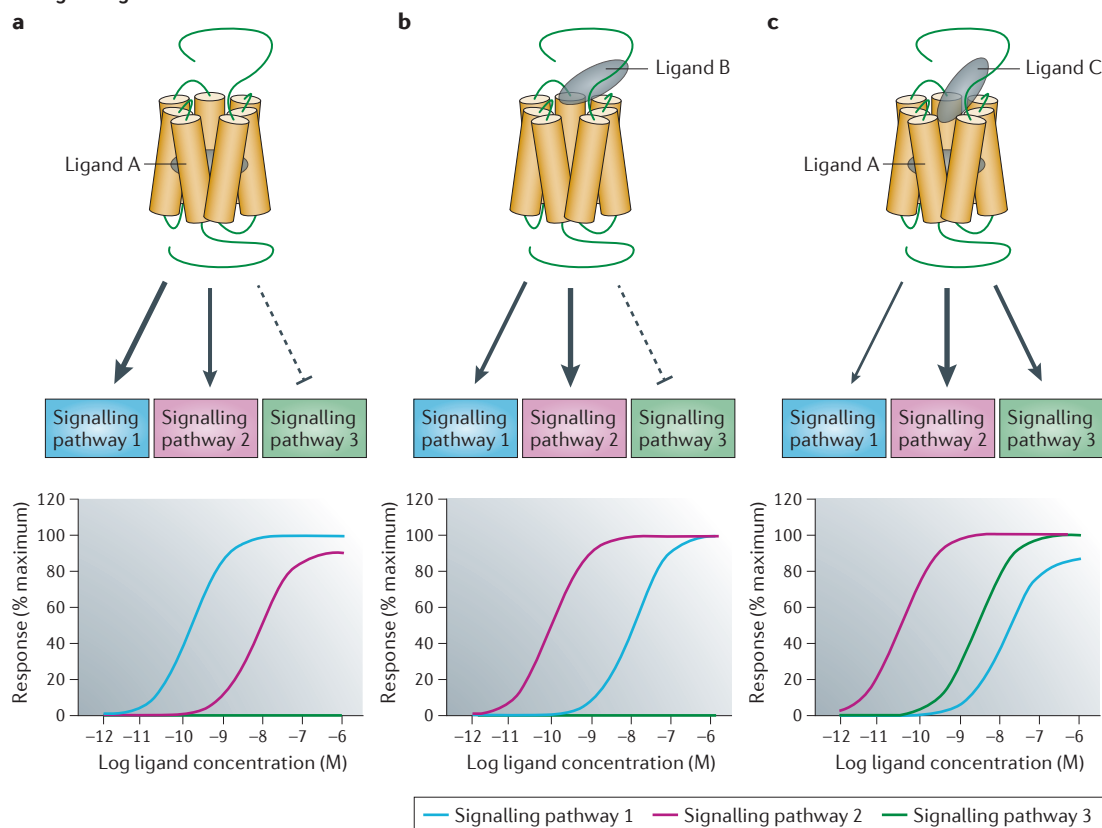 a
b
c
Ligand A
Ligand B
Ligand A
Ligand C
Signalling
pathway 1
Signalling
pathway 2
Signalling
pathway 3
Signalling
pathway 1
Signalling
pathway 2
Signalling
pathway 3
Signalling
pathway 1
Signalling
pathway 2
Signalling
pathway 3
Response (% maximum)
120
100
80
60
40
20
0
–12 –11 –10 –9 –8 –7 –6
Log ligand concentration (M)
Response (% maximum)
120
100
80
60
40
20
0
–12 –11 –10 –9 –8 –7 –6
Log ligand concentration (M)
Response (% maximum)
120
100
80
60
40
20
0
–12 –11 –10 –9 –8 –7 –6
Log ligand concentration (M)
Signalling pathway 1 Signalling pathway 2 Signalling pathway 3